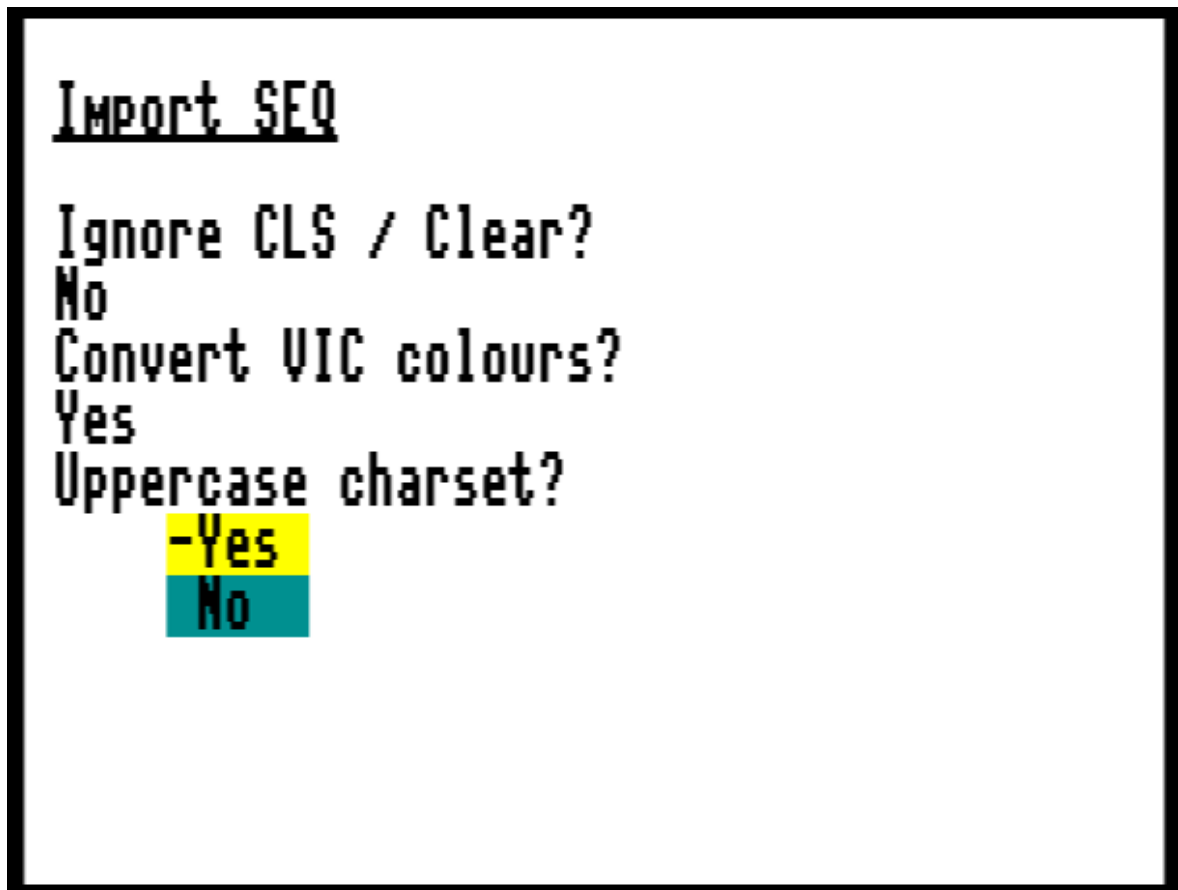 Import SEQ
Ignore CLS / Clear?
No
Convert VIC colours?
Yes
Uppercase charset?
-Yes
No